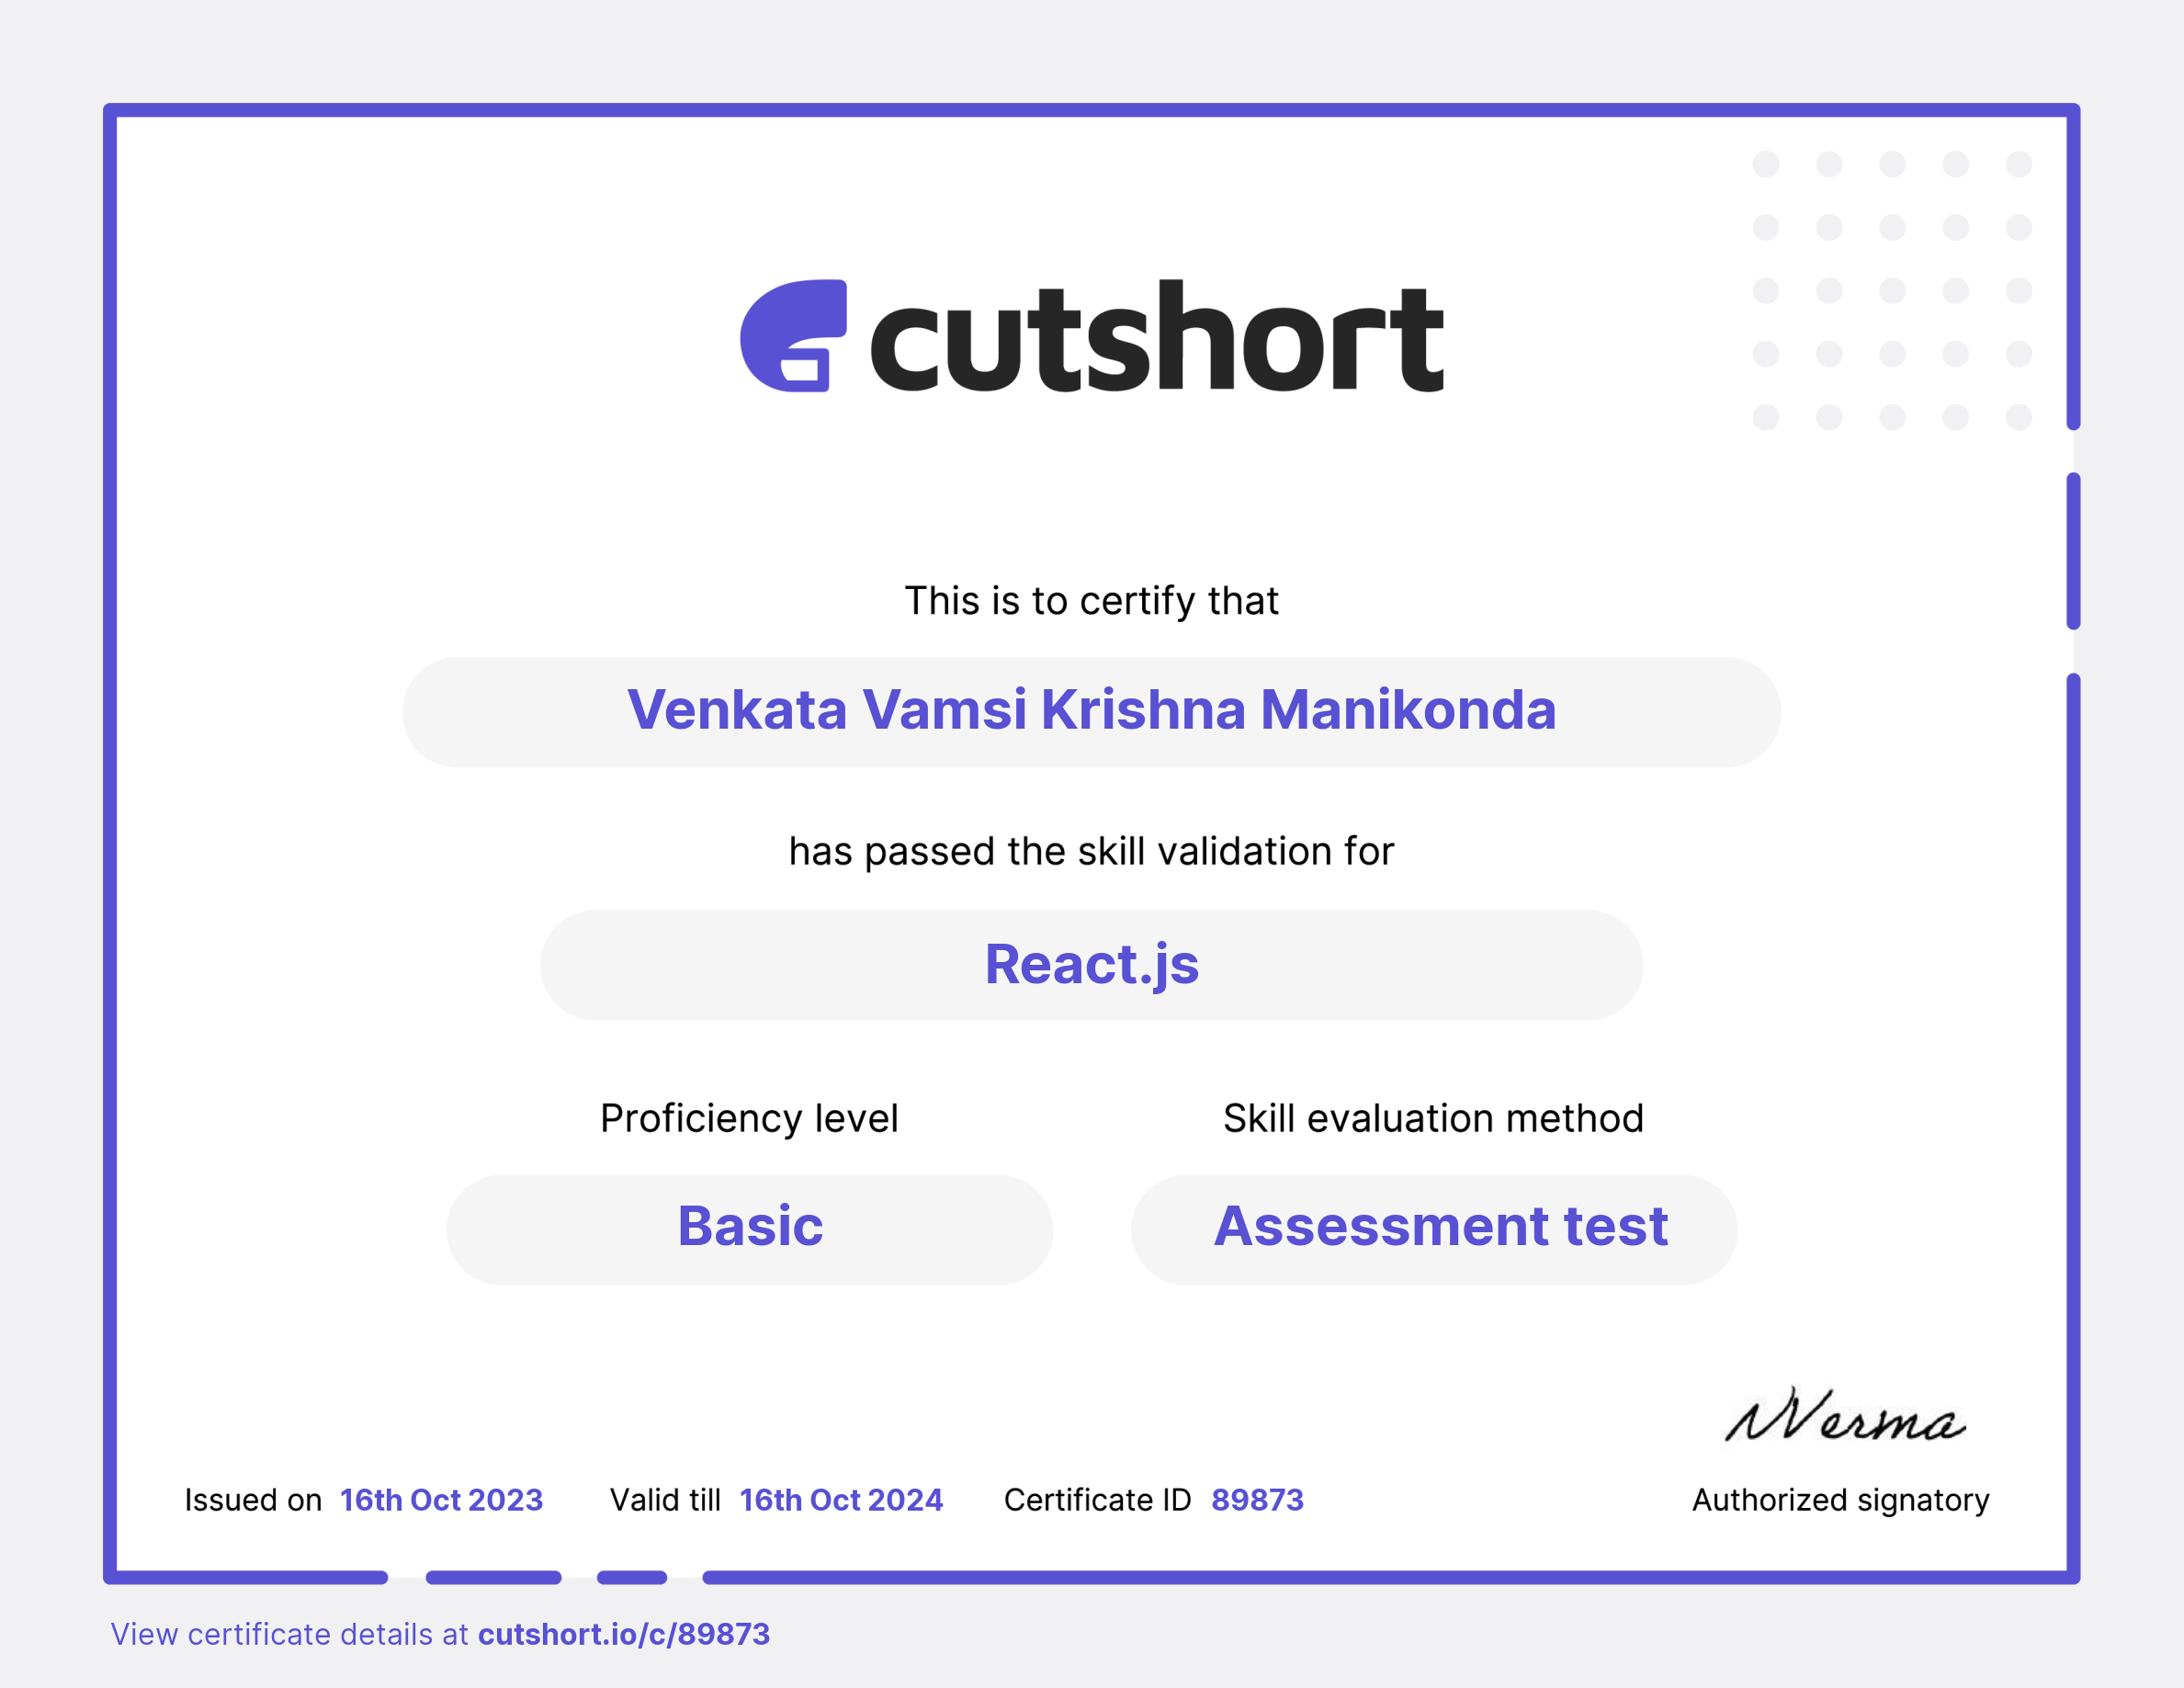 cutshort
This is to certify that
Venkata Vamsi Krishna Manikonda
has passed the skill validation for
React.js
Proficiency level
Skill evaluation method
Basic
Assessment test
Verma
Issued on 16th Oct 2023
Valid till 16th Oct 2024
Certificate ID 89873
Authorized signatory
View certificate details at cutshort.io/c/89873